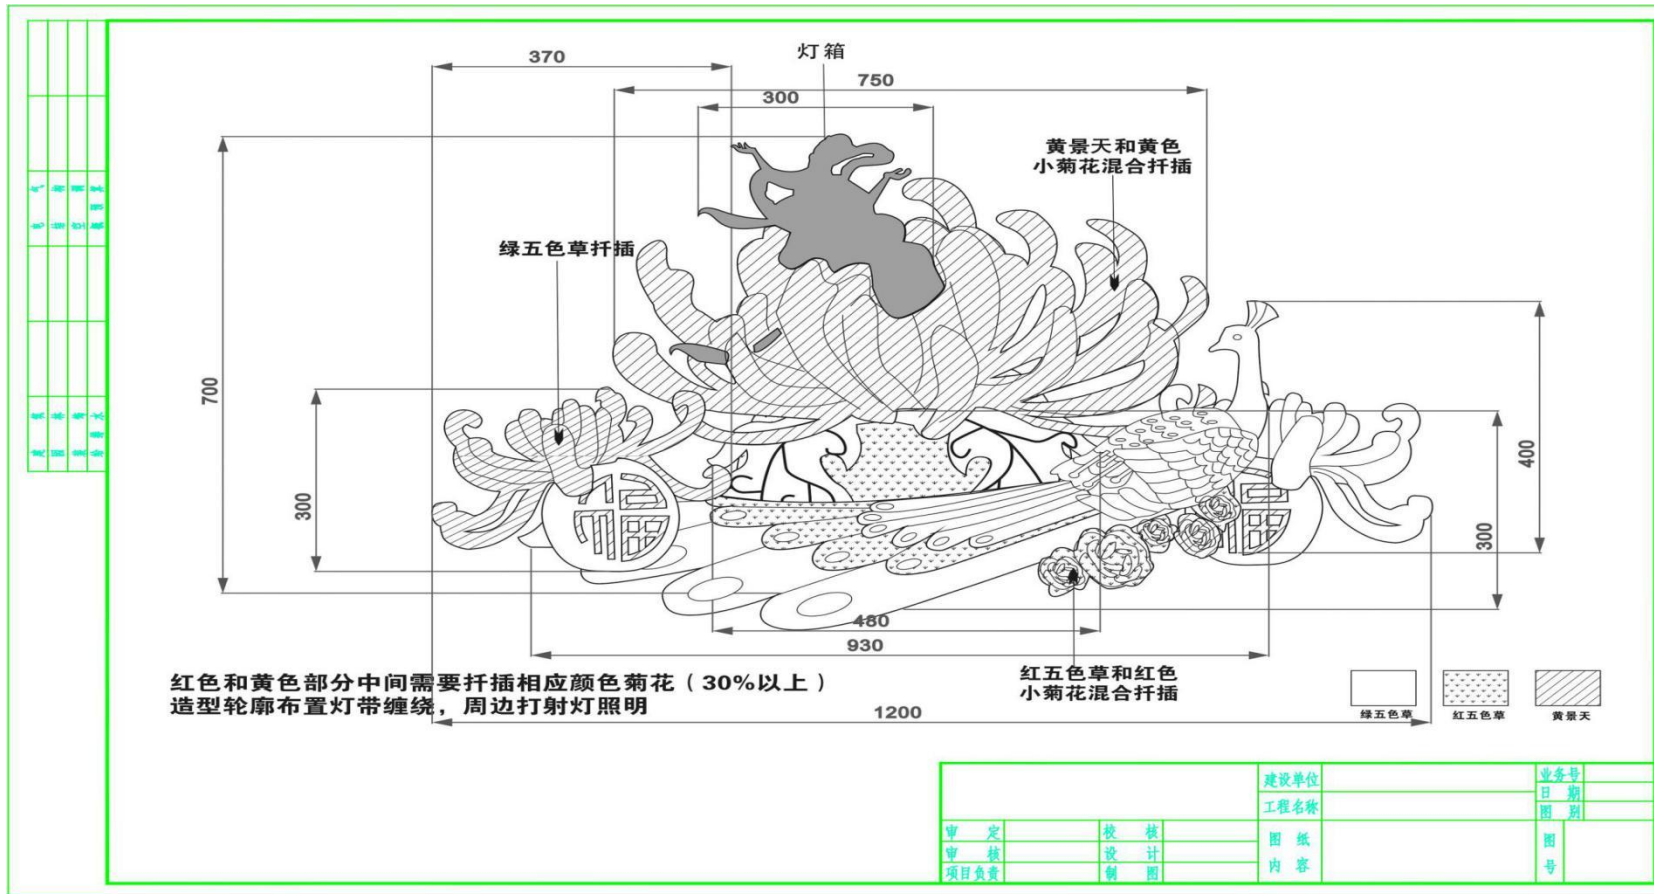 灯箱
370
750
300
黄景天和黄色
小菊花混合扦插
绿五色草扦插
700
300
400
300
480
930
红五色草和红色
小菊花混合扦插
红色和黄色部分中间需要扦插相应颜色菊花（30%以上）
造型轮廓布置灯带缠绕，周边打射灯照明
1200
绿五色草
红五色草
黄景天
建设单位
工程名称
业务号
日 期
图 别
审 定
校 核
审 核
设 计
项目负责
制 图
图 纸
内 容
图
号